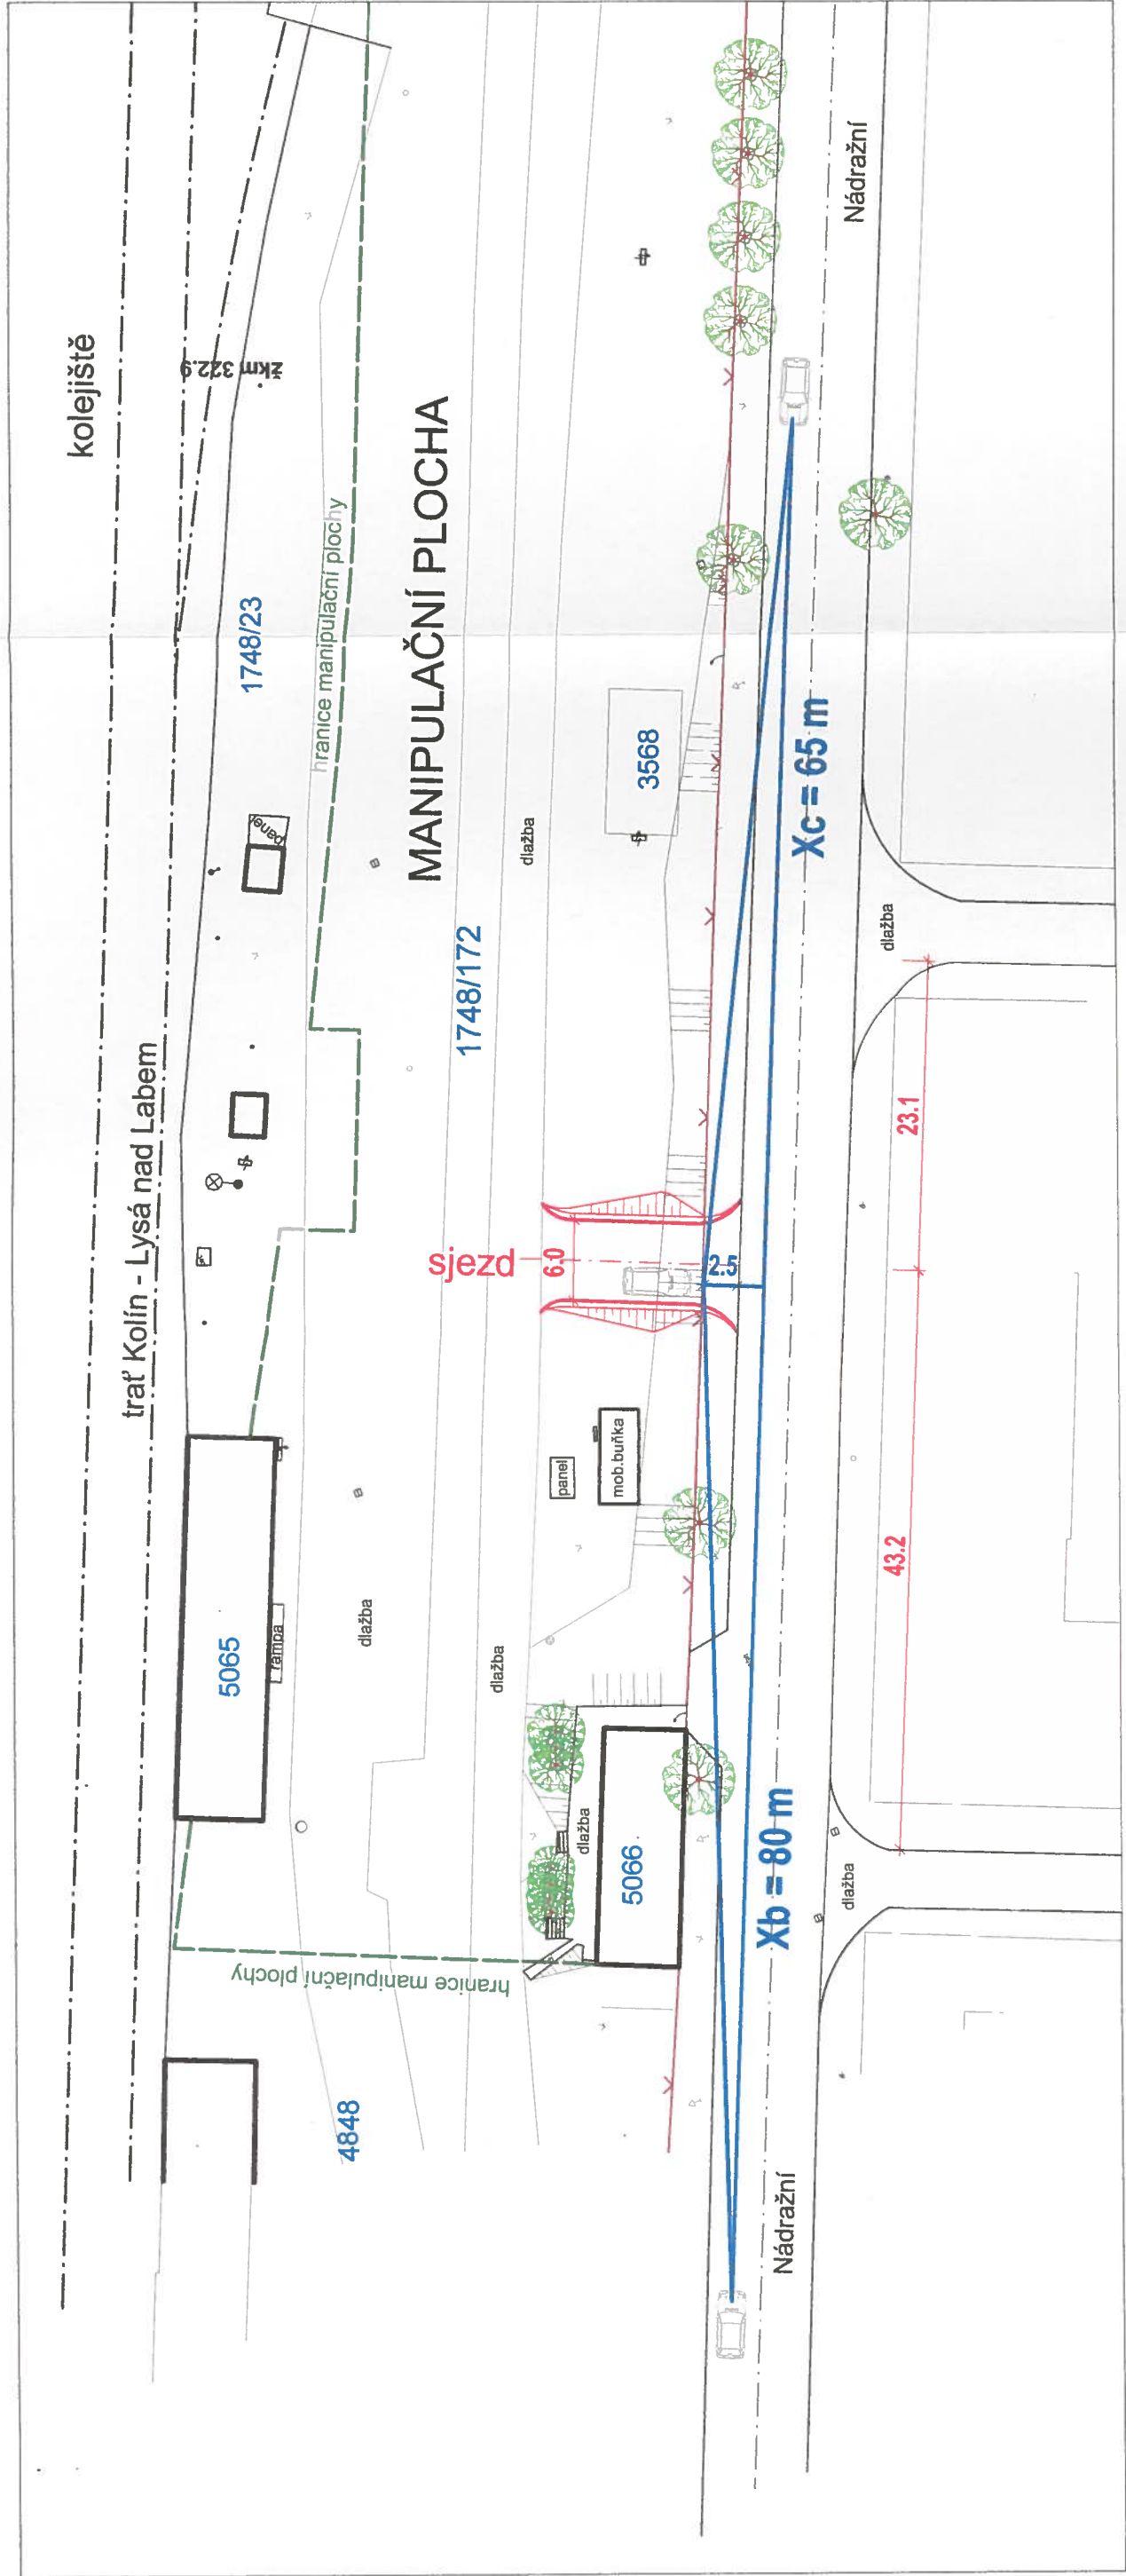 kolejiště
žkm 322.9
trať Kolín - Lysá nad Labem
1748/23
hranice manipulační plochy
MANIPULAČNÍ PLOCHA
panel
1748/172
dlažba
3568
Nádražní
Xc = 65 m
dlažba
sjezd
6.0
2.5
23.1
43.2
5065
rampa
dlažba
dlažba
panel
mob.buňka
dlažba
5066
hranice manipulační plochy
4848
Xb = 80 m
dlažba
Nádražní